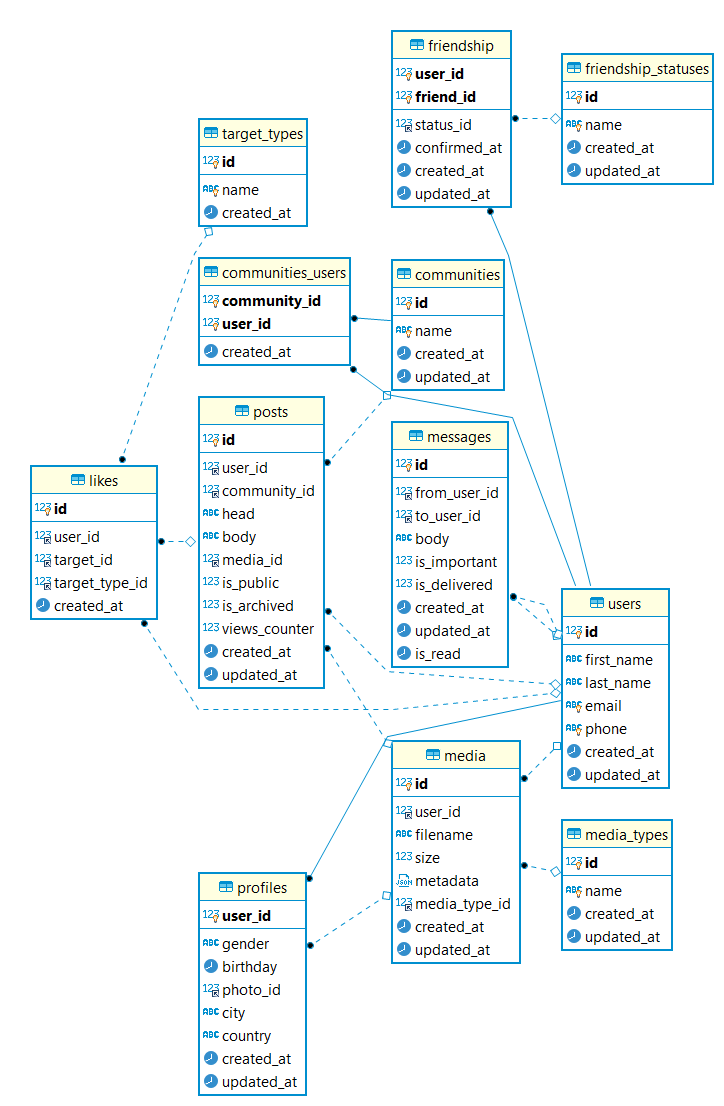 friendship
user_id
friend_id
status_id
confirmed_at
created_at
updated_at
friendship_statuses
id
name
created_at
updated_at
target_types
id
name
created_at
communities_users
community_id
user_id
created_at
communities
id
name
created_at
updated_at
posts
id
user_id
community_id
head
body
media_id
is_public
is_archived
views_counter
created_at
updated_at
messages
id
from_user_id
to_user_id
body
is_important
is_delivered
created_at
updated_at
is_read
likes
id
user_id
target_id
target_type_id
created_at
users
id
first_name
last_name
email
phone
created_at
updated_at
media
id
user_id
filename
size
metadata
media_type_id
created_at
updated_at
media_types
id
name
created_at
updated_at
profiles
user_id
gender
birthday
photo_id
city
country
created_at
updated_at